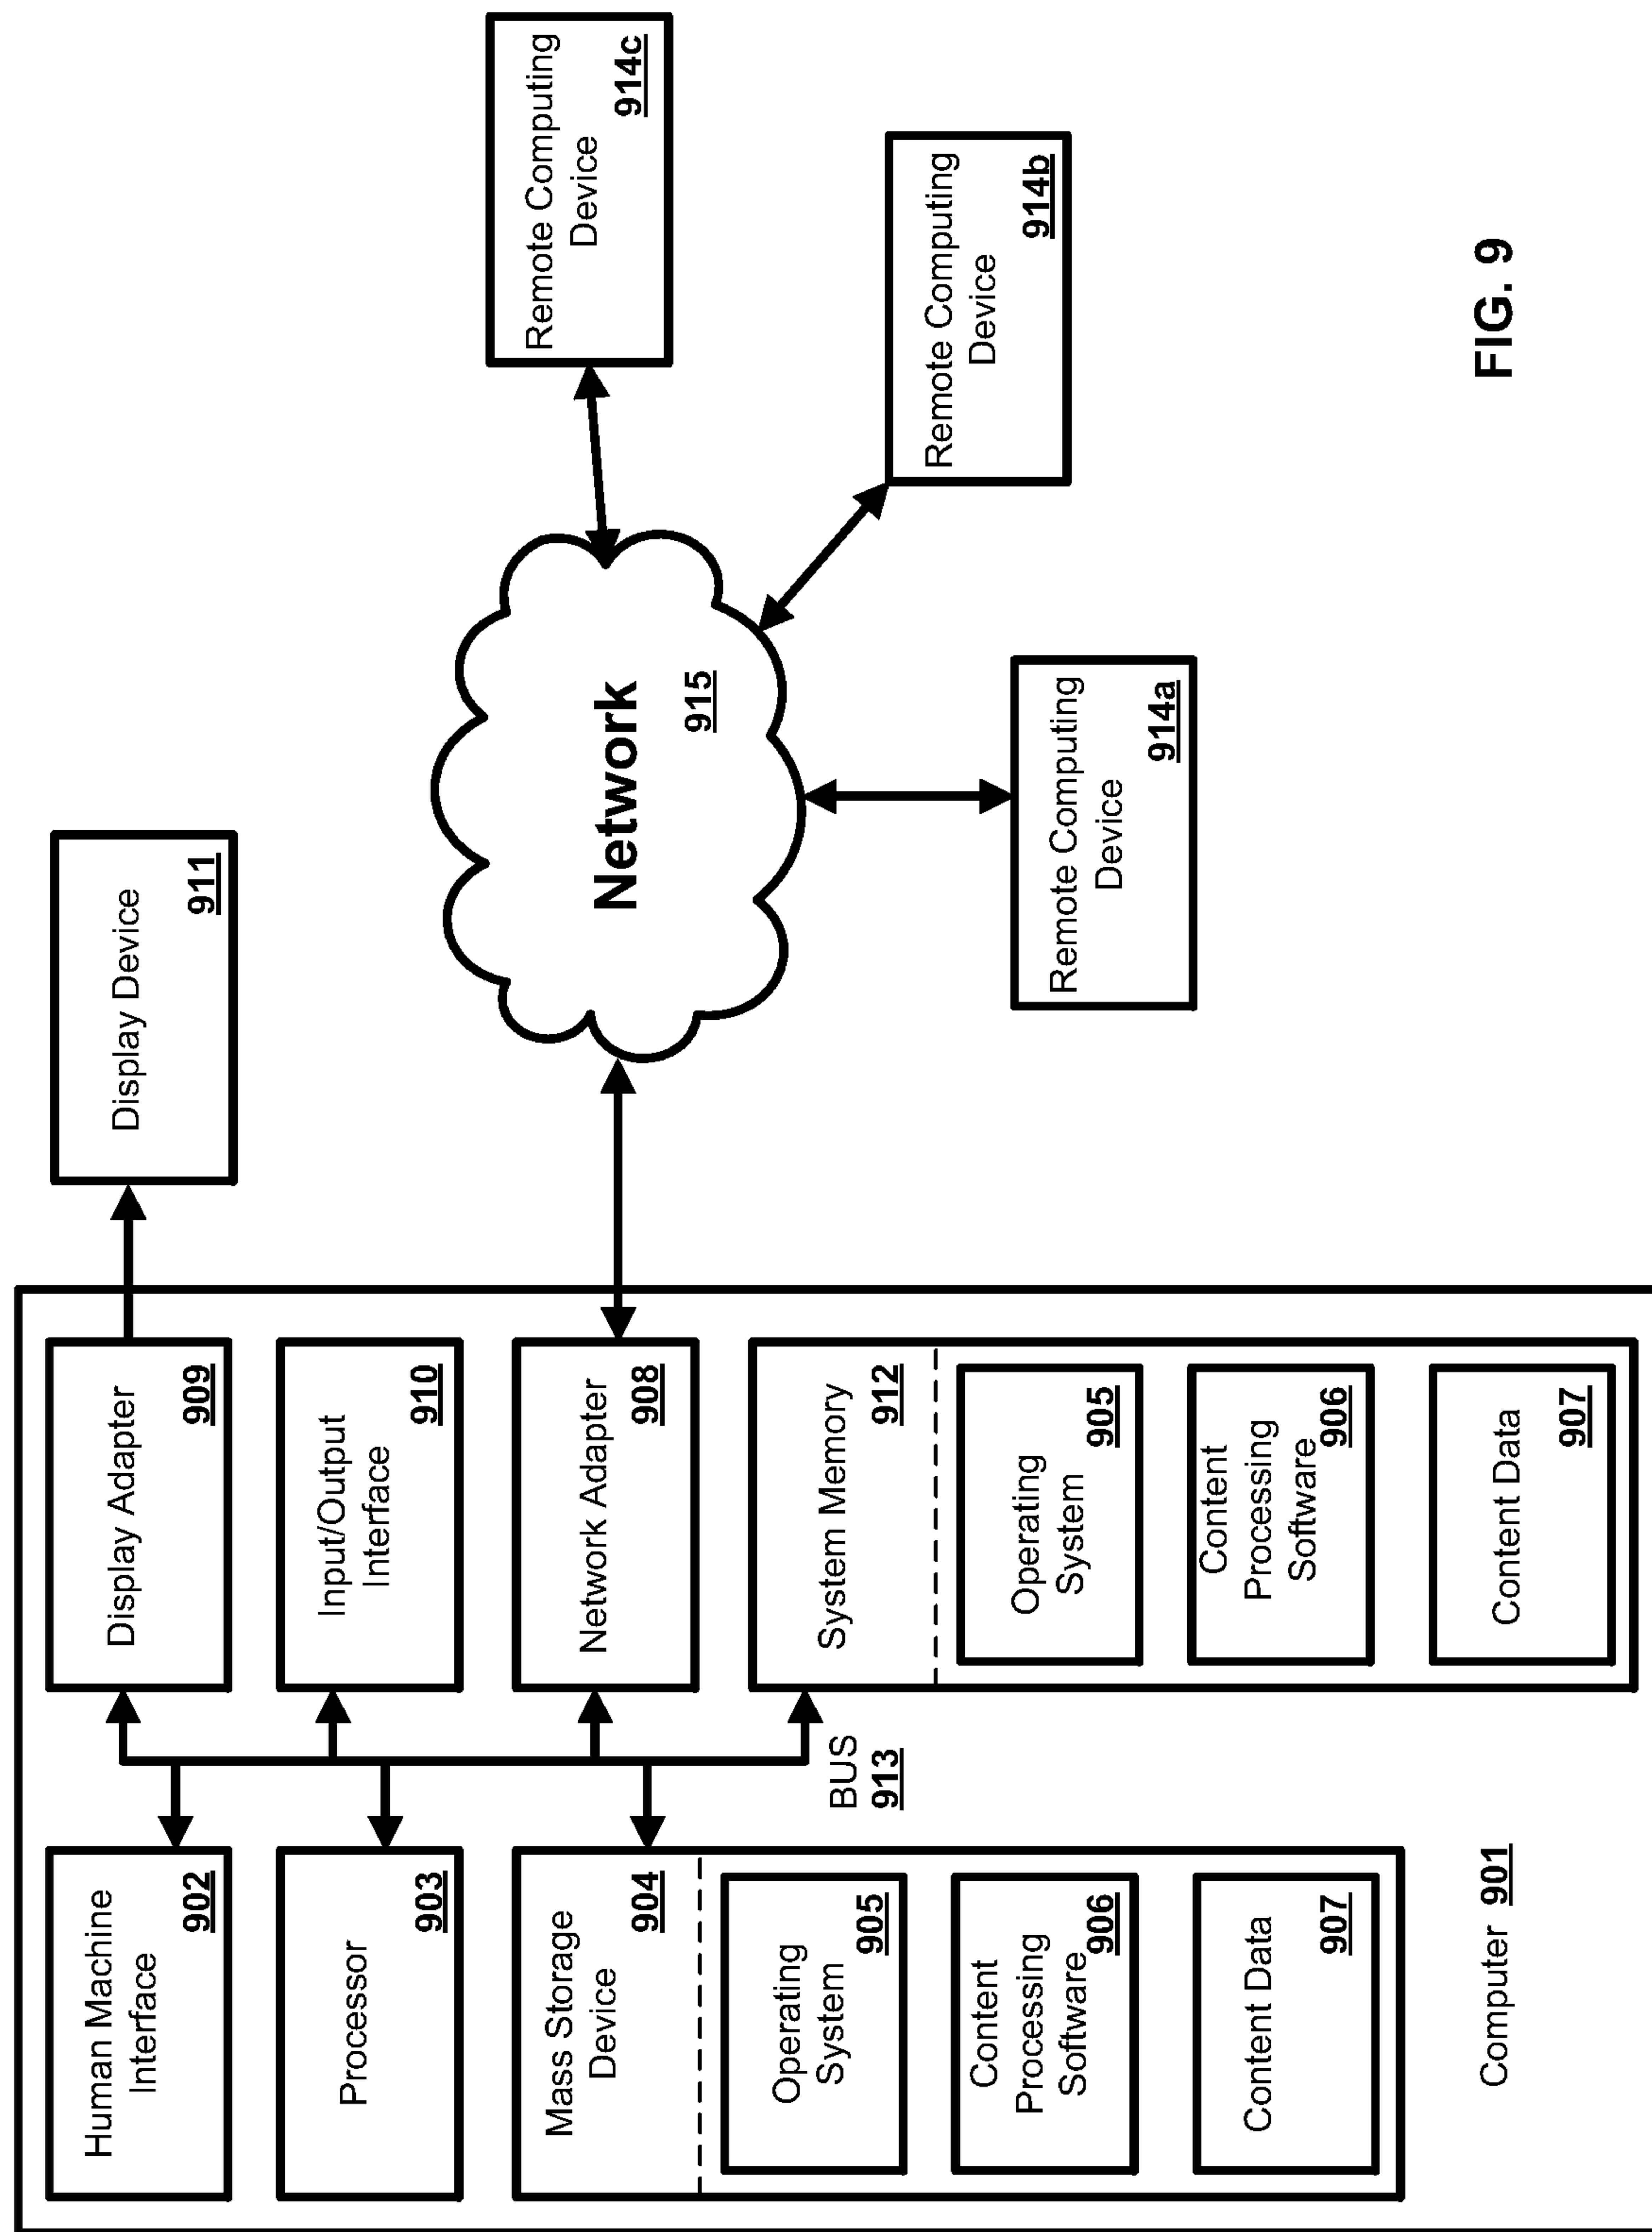 Human Machine
Interface
902
Processor
903
Mass Storage
Device
904
Operating
System
905
Content
Processing
Software
906
Content Data
907
Computer 901
BUS
913
Display Adapter
909
Input/Output
Interface
910
Network Adapter
908
System Memory
912
Operating
System
905
Content
Processing
Software
906
Content Data
907
Display Device
911
Network
915
Remote Computing
Device
914a
Remote Computing
Device
914b
Remote Computing
Device
914c
FIG. 9